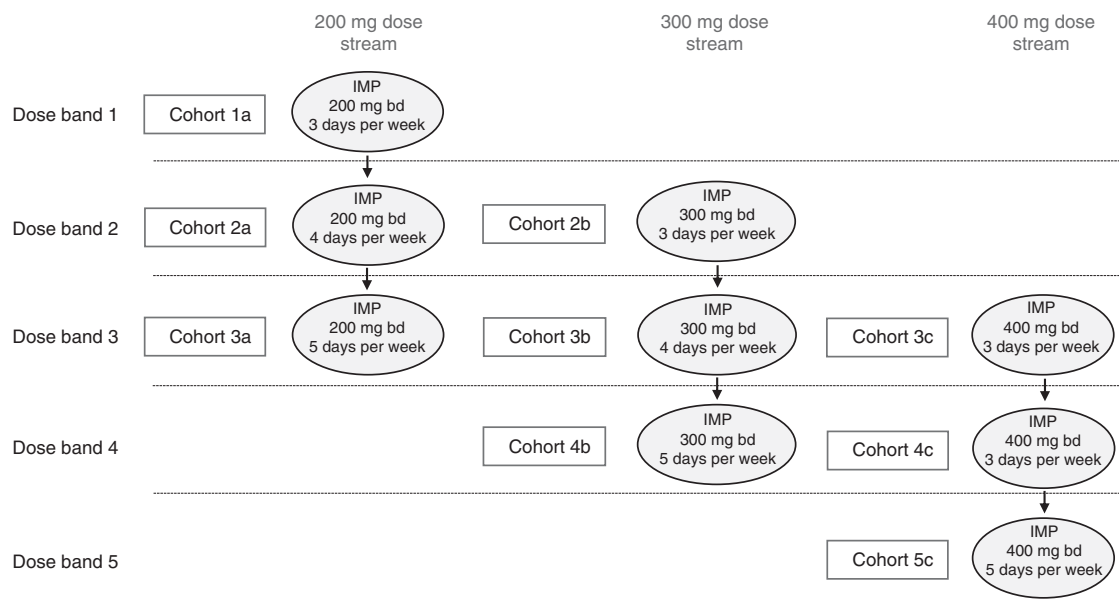 200 mg dose
stream
300 mg dose
stream
400 mg dose
stream
Dose band 1
Cohort 1a
IMP
200 mg bd
3 days per week
Dose band 2
Cohort 2a
IMP
200 mg bd
4 days per week
Cohort 2b
IMP
300 mg bd
3 days per week
Dose band 3
Cohort 3a
IMP
200 mg bd
5 days per week
Cohort 3b
IMP
300 mg bd
4 days per week
Cohort 3c
IMP
400 mg bd
3 days per week
Dose band 4
Cohort 4b
IMP
300 mg bd
5 days per week
Cohort 4c
IMP
400 mg bd
3 days per week
Dose band 5
Cohort 5c
IMP
400 mg bd
5 days per week